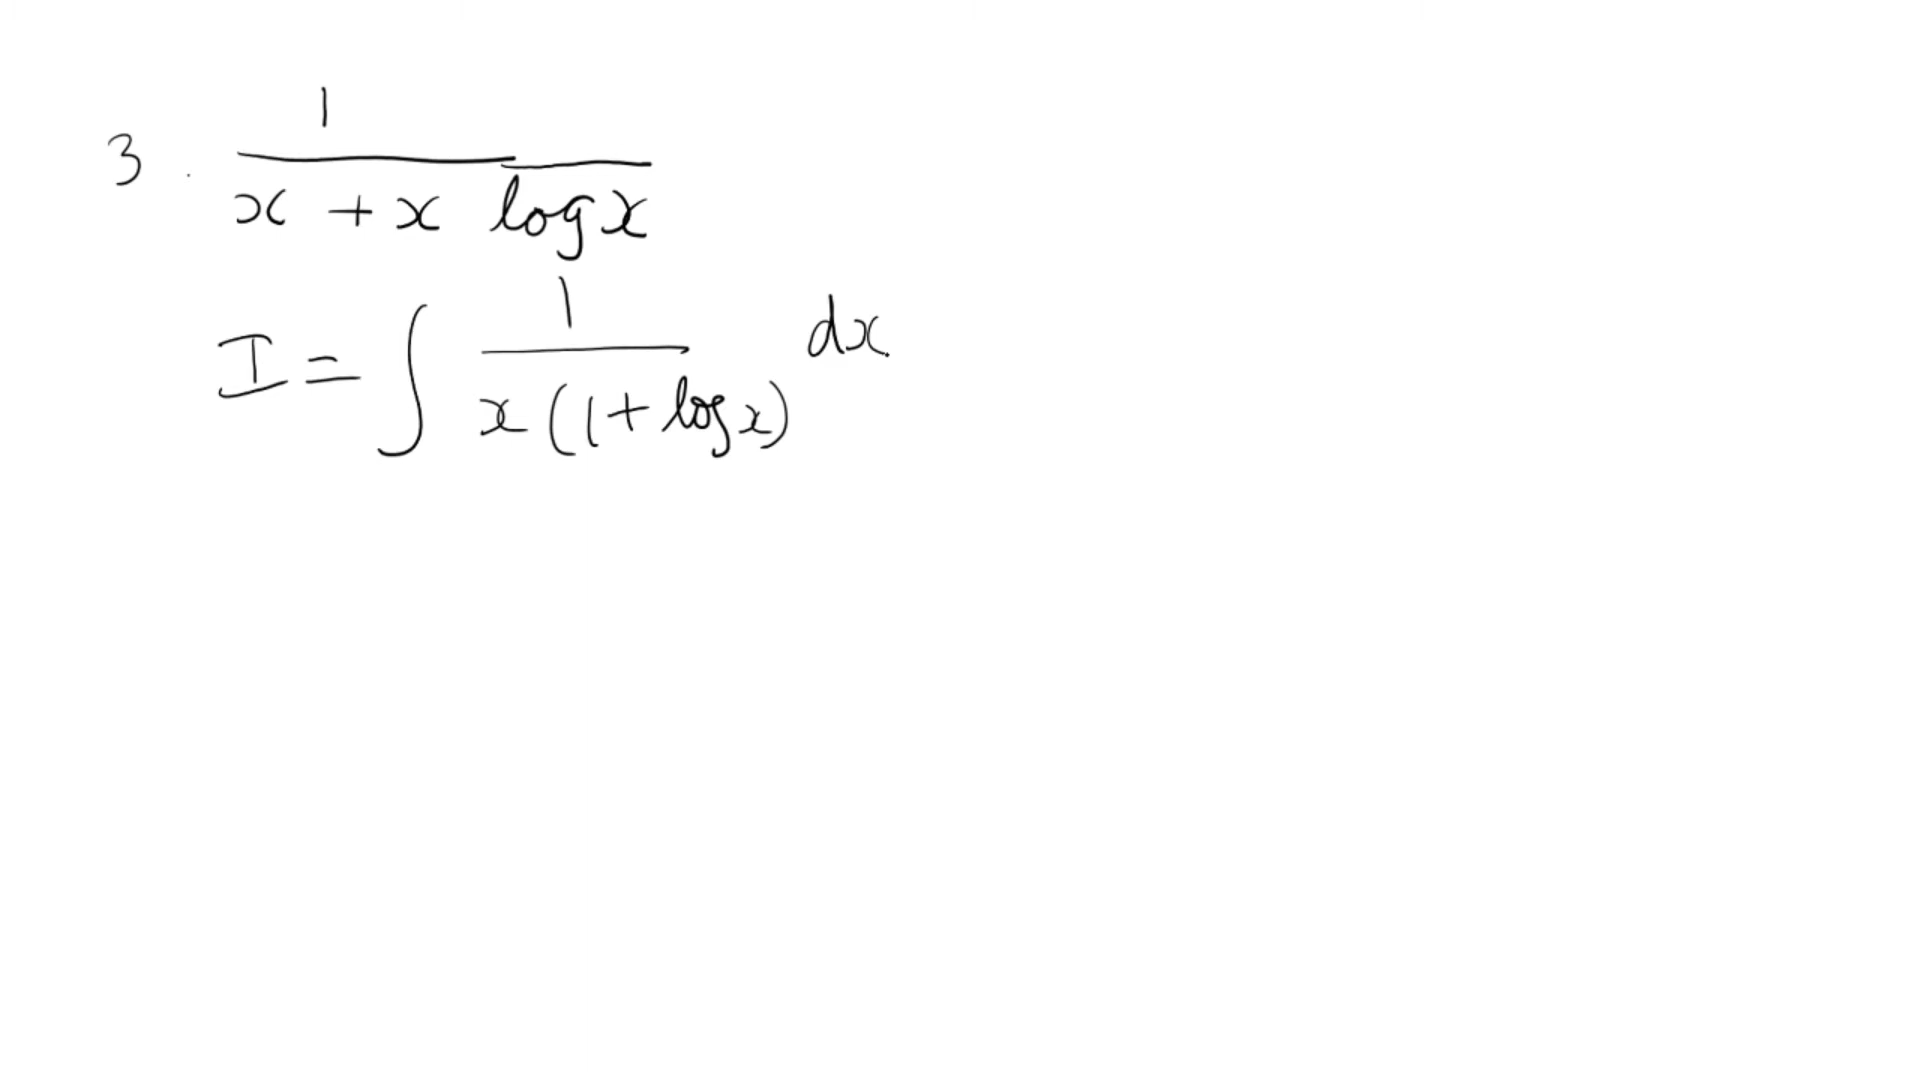 3. 1/(x + x log x)
I = ∫ 1/(x(1 + log x)) dx.